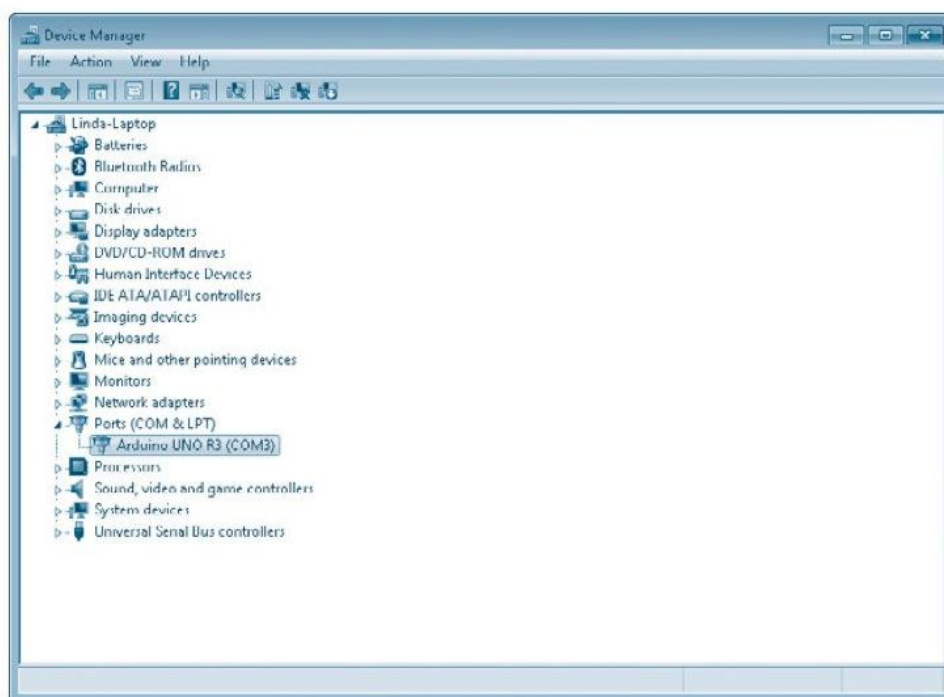 Device Manager
File Action View Help
Linda-Laptop
Batteries
Bluetooth Radios
Computer
Disk drives
Display adapters
DVD/CD-ROM drives
Human Interface Devices
IDE ATA/ATAPI controllers
Imaging devices
Keyboards
Mice and other pointing devices
Monitors
Network adapters
Ports (COM & LPT)
Arduino UNO R3 (COM3)
Processors
Sound, video and game controllers
System devices
Universal Serial Bus controllers